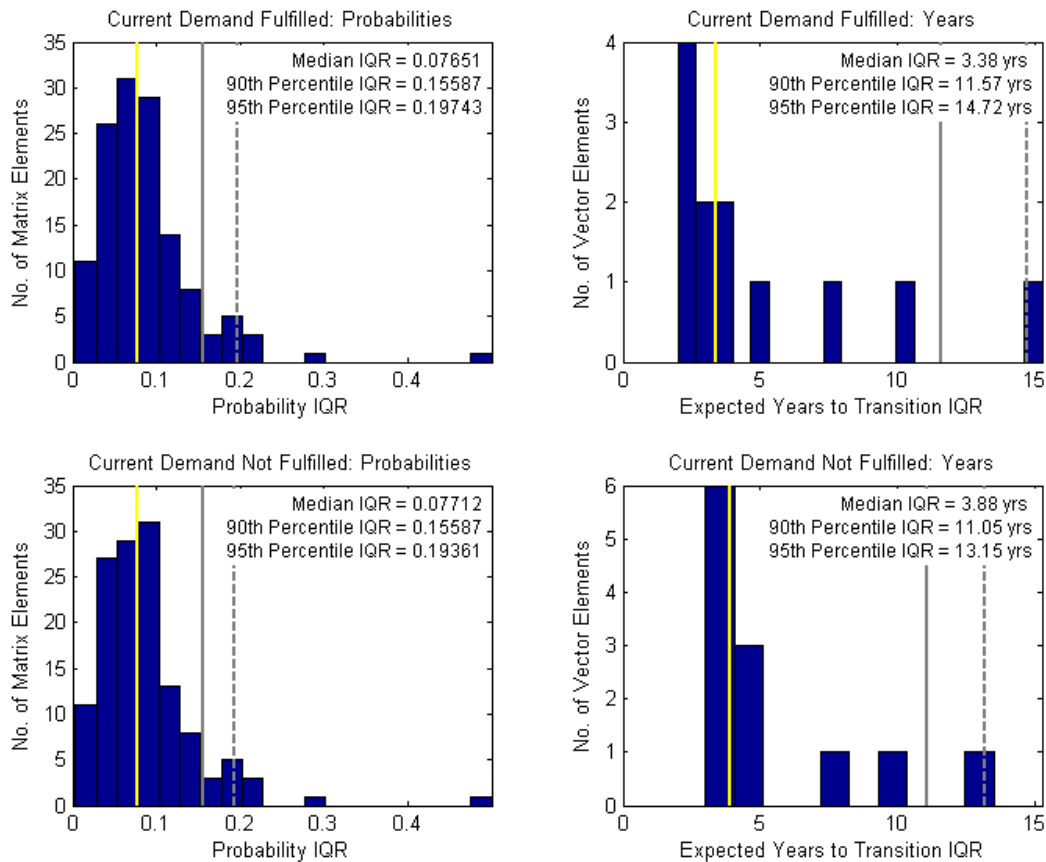 Current Demand Fulfilled: Probabilities
35
30
25
20
15
10
5
0
No. of Matrix Elements
Median IQR = 0.07651
90th Percentile IQR = 0.15587
95th Percentile IQR = 0.19743
0 0.1 0.2 0.3 0.4
Probability IQR
Current Demand Fulfilled: Years
4
3
2
1
0
No. of Vector Elements
Median IQR = 3.38 yrs
90th Percentile IQR = 11.57 yrs
95th Percentile IQR = 14.72 yrs
0 5 10 15
Expected Years to Transition IQR
Current Demand Not Fulfilled: Probabilities
35
30
25
20
15
10
5
0
No. of Matrix Elements
Median IQR = 0.07712
90th Percentile IQR = 0.15587
95th Percentile IQR = 0.19361
0 0.1 0.2 0.3 0.4
Probability IQR
Current Demand Not Fulfilled: Years
6
5
4
3
2
1
0
No. of Vector Elements
Median IQR = 3.88 yrs
90th Percentile IQR = 11.05 yrs
95th Percentile IQR = 13.15 yrs
0 5 10 15
Expected Years to Transition IQR